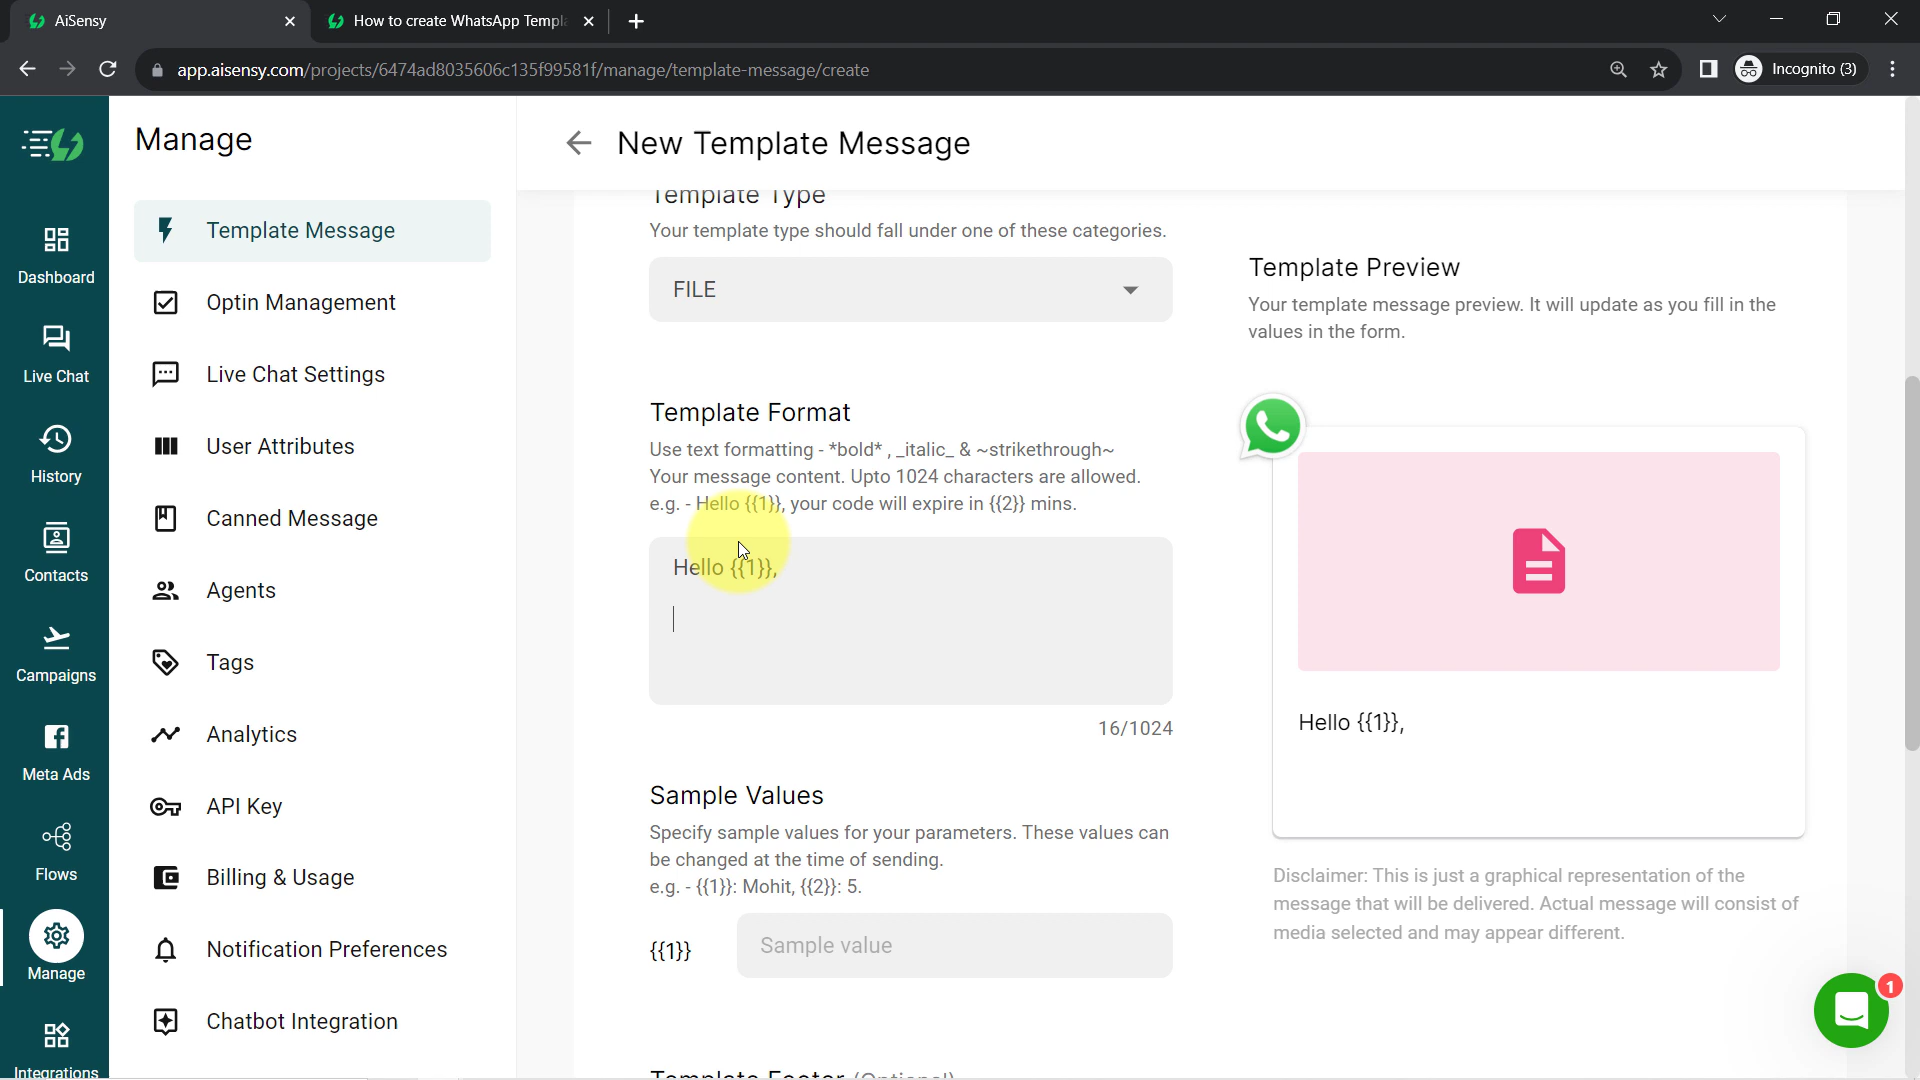 AiSensy
How to create WhatsApp Templ
app.aisensy.com/projects/6474ad8035606c135f99581f/manage/template-message/create
Incognito (3)
Dashboard
Live Chat
History
Contacts
Campaigns
Meta Ads
Flows
Manage
Integrations
Manage
Template Message
Optin Management
Live Chat Settings
User Attributes
Canned Message
Agents
Tags
Analytics
API Key
Billing & Usage
Notification Preferences
Chatbot Integration
New Template Message
Template Type
Your template type should fall under one of these categories.
FILE
Template Format
Use text formatting - *bold* , _italic_ & ~strikethrough~
Your message content. Upto 1024 characters are allowed.
e.g. - Hello {{1}}, your code will expire in {{2}} mins.
Hello {{1}},
16/1024
Sample Values
Specify sample values for your parameters. These values can
be changed at the time of sending.
e.g. - {{1}}: Mohit, {{2}}: 5.
{{1}}
Sample value
Template Footer (Optional)
Template Preview
Your template message preview. It will update as you fill in the
values in the form.
Hello {{1}},
Disclaimer: This is just a graphical representation of the
message that will be delivered. Actual message will consist of
media selected and may appear different.
1